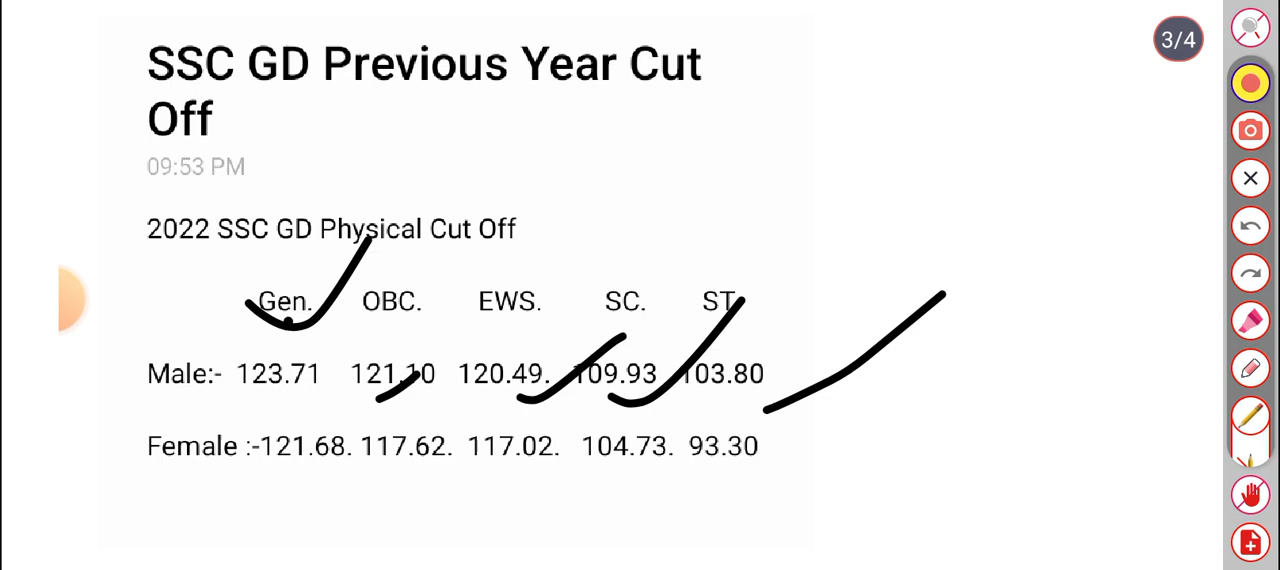 3/4
SSC GD Previous Year Cut
Off
09:53 PM
2022 SSC GD Physical Cut Off
Gen. OBC. EWS. SC. ST
Male:- 123.71 121.10 120.49. 109.93 103.80
Female :-121.68. 117.62. 117.02. 104.73. 93.30